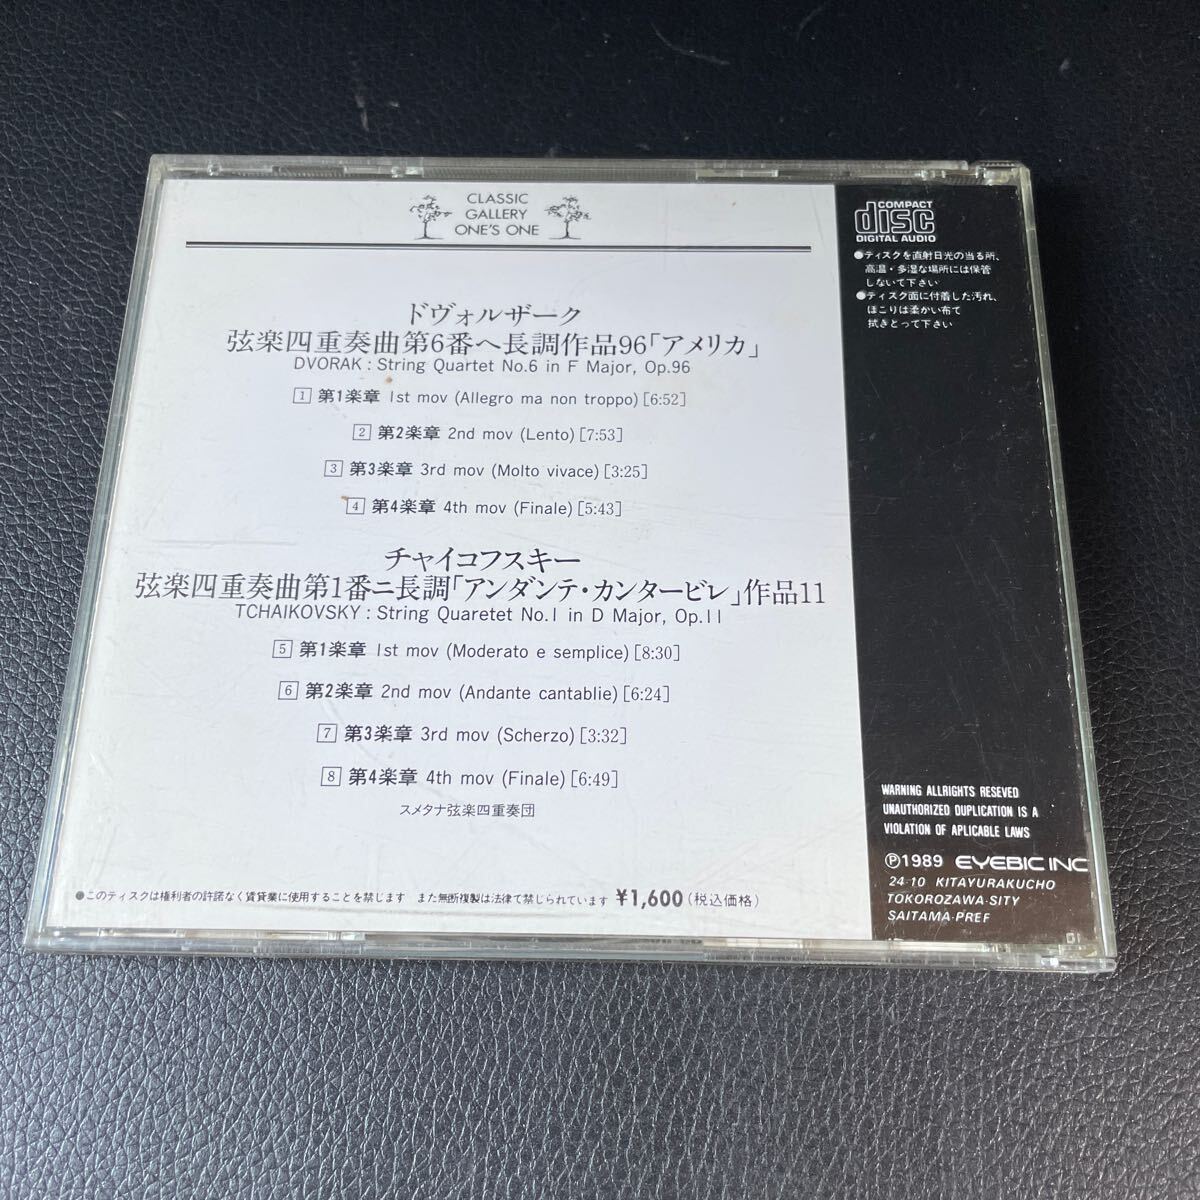 CLASSIC
GALLERY
ONE'S ONE
ドヴォルザーク
弦楽四重奏曲第6番ヘ長調作品96「アメリカ」
DVORAK : String Quartet No.6 in F Major, Op.96
1 第1楽章 1st mov (Allegro ma non troppo) [6:52]
2 第2楽章 2nd mov (Lento) [7:53]
3 第3楽章 3rd mov (Molto vivace) [3:25]
4 第4楽章 4th mov (Finale) [5:43]
チャイコフスキー
弦楽四重奏曲第1番ニ長調「アンダンテ・カンタービレ」作品11
TCHAIKOVSKY : String Quaretet No.1 in D Major, Op.11
5 第1楽章 1st mov (Moderato e semplice) [8:30]
6 第2楽章 2nd mov (Andante cantablie) [6:24]
7 第3楽章 3rd mov (Scherzo) [3:32]
8 第4楽章 4th mov (Finale) [6:49]
スメタナ弦楽四重奏団
●このディスクは権利者の許諾なく賃貸業に使用することを禁じます また無断複製は法律で禁じられています ¥1,600(税込価格)
COMPACT
disc
DIGITAL AUDIO
●ディスクを直射日光の当る所、
高温・多湿な場所には保管
しないで下さい
●ディスク面に付着した汚れ、
ほこりは柔かい布で
拭きとって下さい
WARNING ALLRIGHTS RESEVED
UNAUTHORIZED DUPLICATION IS A
VIOLATION OF APLICABLE LAWS
Ⓟ1989 EYEBIC INC
24-10 KITAYURAKUCHO
TOKOROZAWA-SITY
SAITAMA-PREF